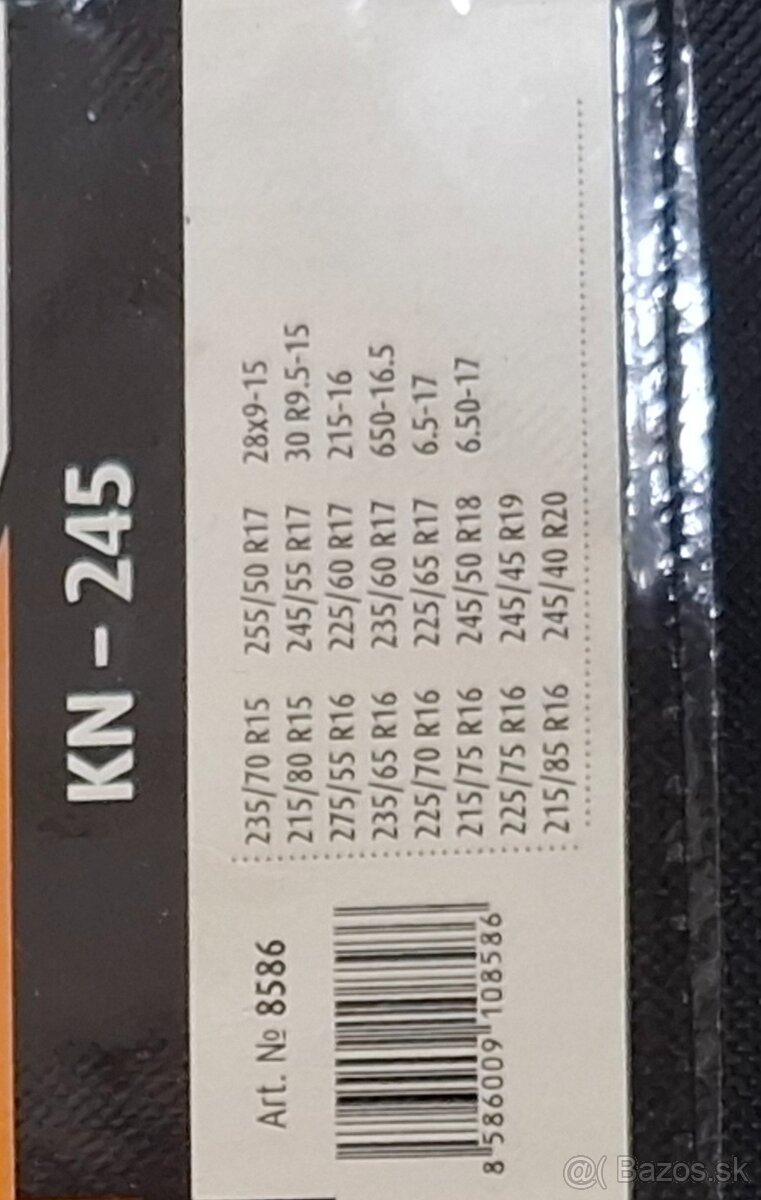 KN - 245
Art. № 8586
8 586009 108586
235/70 R15 255/50 R17 28x9-15
215/80 R15 245/55 R17 30 R9.5-15
275/55 R16 225/60 R17 215-16
235/65 R16 235/60 R17 650-16.5
225/70 R16 225/65 R17 6.5-17
215/75 R16 245/50 R18 6.50-17
225/75 R16 245/45 R19
215/85 R16 245/40 R20
@( Bazos.sk